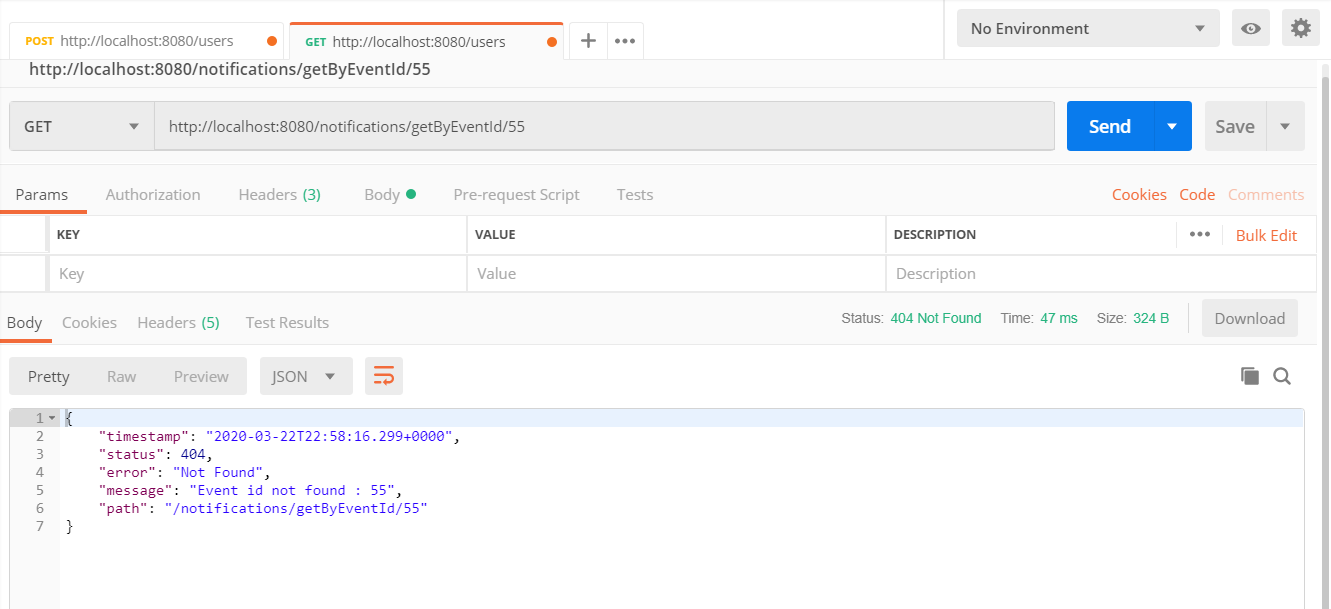 POST http://localhost:8080/users
GET http://localhost:8080/users
No Environment
http://localhost:8080/notifications/getByEventId/55
GET http://localhost:8080/notifications/getByEventId/55 Send Save
Params Authorization Headers (3) Body Pre-request Script Tests Cookies Code Comments
KEY VALUE DESCRIPTION Bulk Edit
Key Value Description
Body Cookies Headers (5) Test Results Status: 404 Not Found Time: 47 ms Size: 324 B Download
Pretty Raw Preview JSON
1 {
2 "timestamp": "2020-03-22T22:58:16.299+0000",
3 "status": 404,
4 "error": "Not Found",
5 "message": "Event id not found : 55",
6 "path": "/notifications/getByEventId/55"
7 }